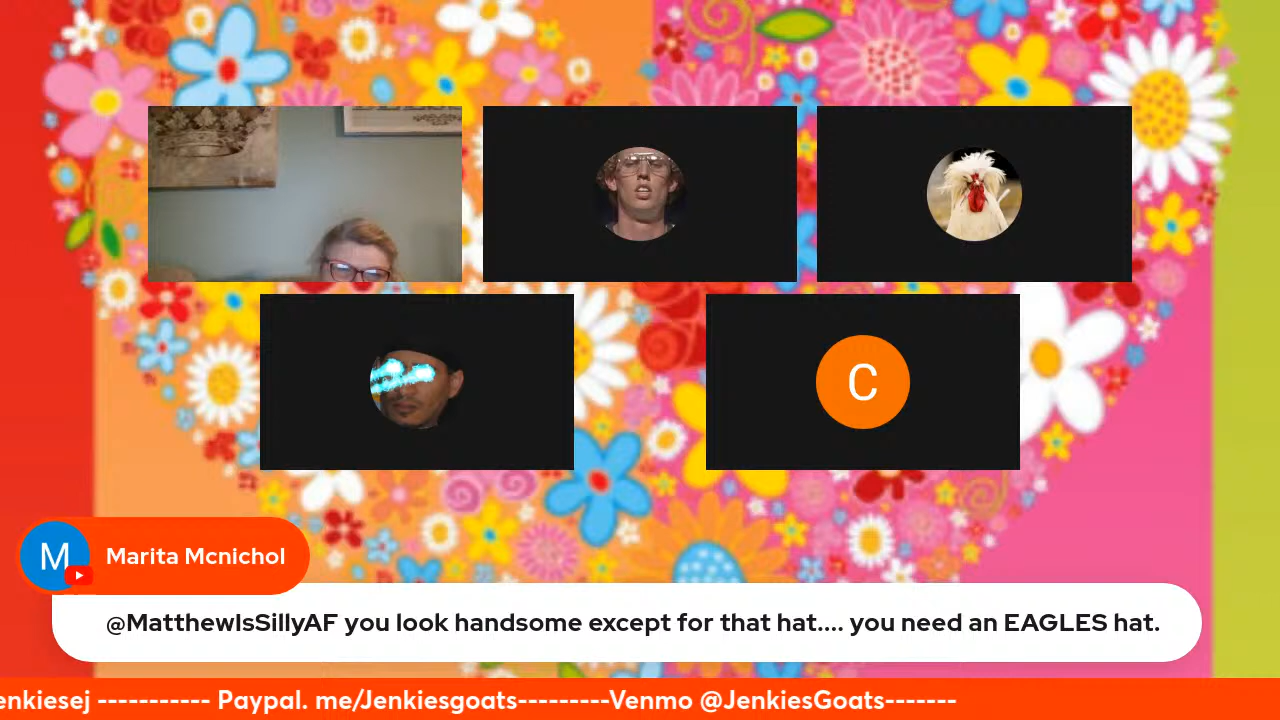 C
M
Marita Mcnichol
@MatthewIsSillyAF you look handsome except for that hat.... you need an EAGLES hat.
enkiesej ----------- Paypal. me/Jenkiesgoats---------Venmo @JenkiesGoats-------